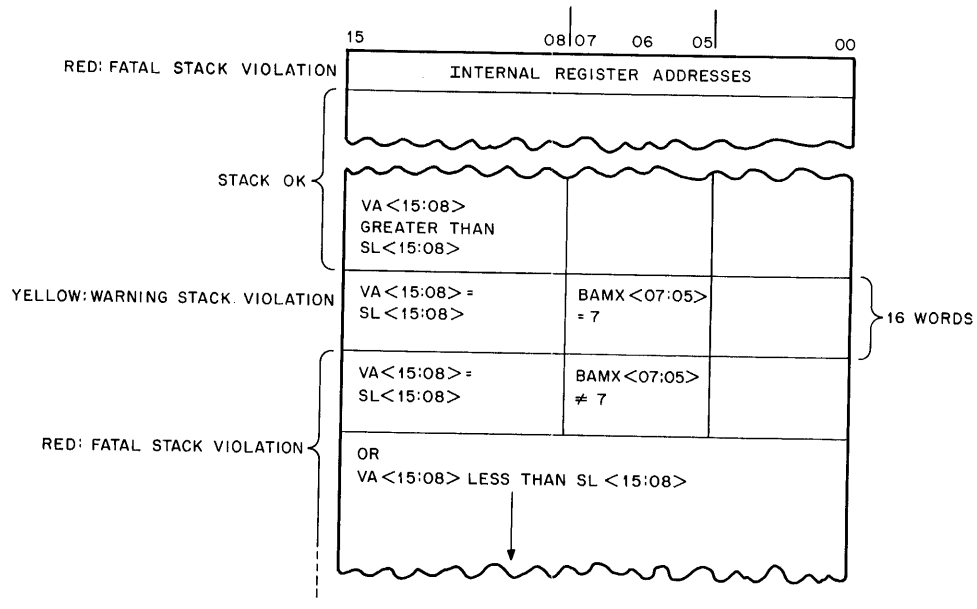 15 08 07 06 05 00
RED: FATAL STACK VIOLATION
INTERNAL REGISTER ADDRESSES
STACK OK
VA<15:08>
GREATER THAN
SL<15:08>
YELLOW: WARNING STACK VIOLATION
VA<15:08> =
SL<15:08>
BAMX<07:05>
= 7
16 WORDS
VA<15:08> =
SL<15:08>
BAMX<07:05>
≠ 7
RED: FATAL STACK VIOLATION
OR
VA<15:08> LESS THAN SL <15:08>